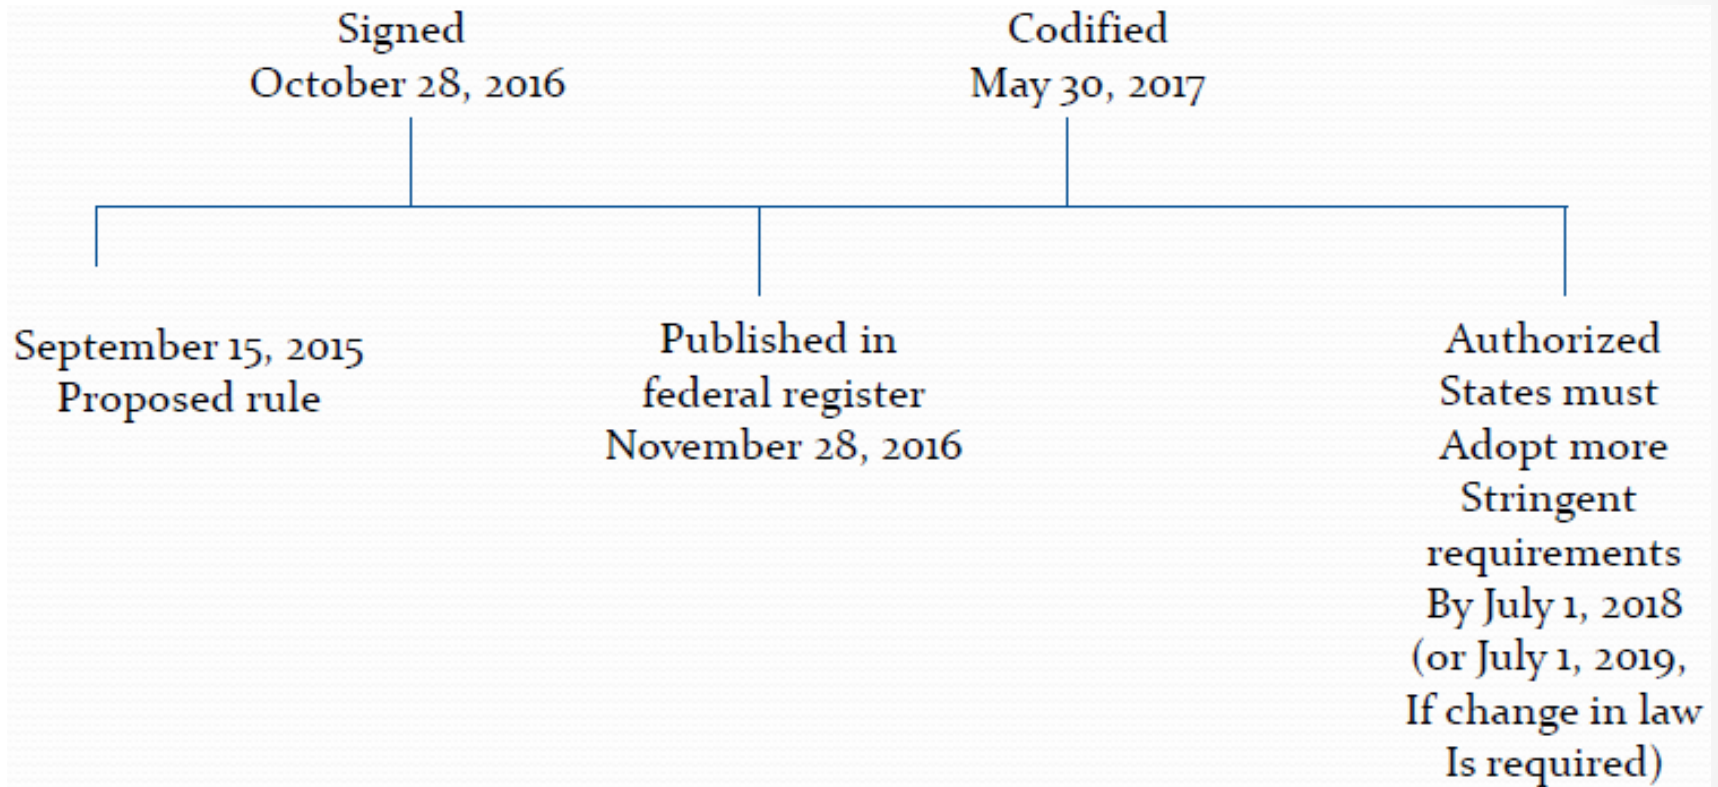 Signed
October 28, 2016
Codified
May 30, 2017
September 15, 2015
Proposed rule
Published in
federal register
November 28, 2016
Authorized
States must
Adopt more
Stringent
requirements
By July 1, 2018
(or July 1, 2019,
If change in law
Is required)